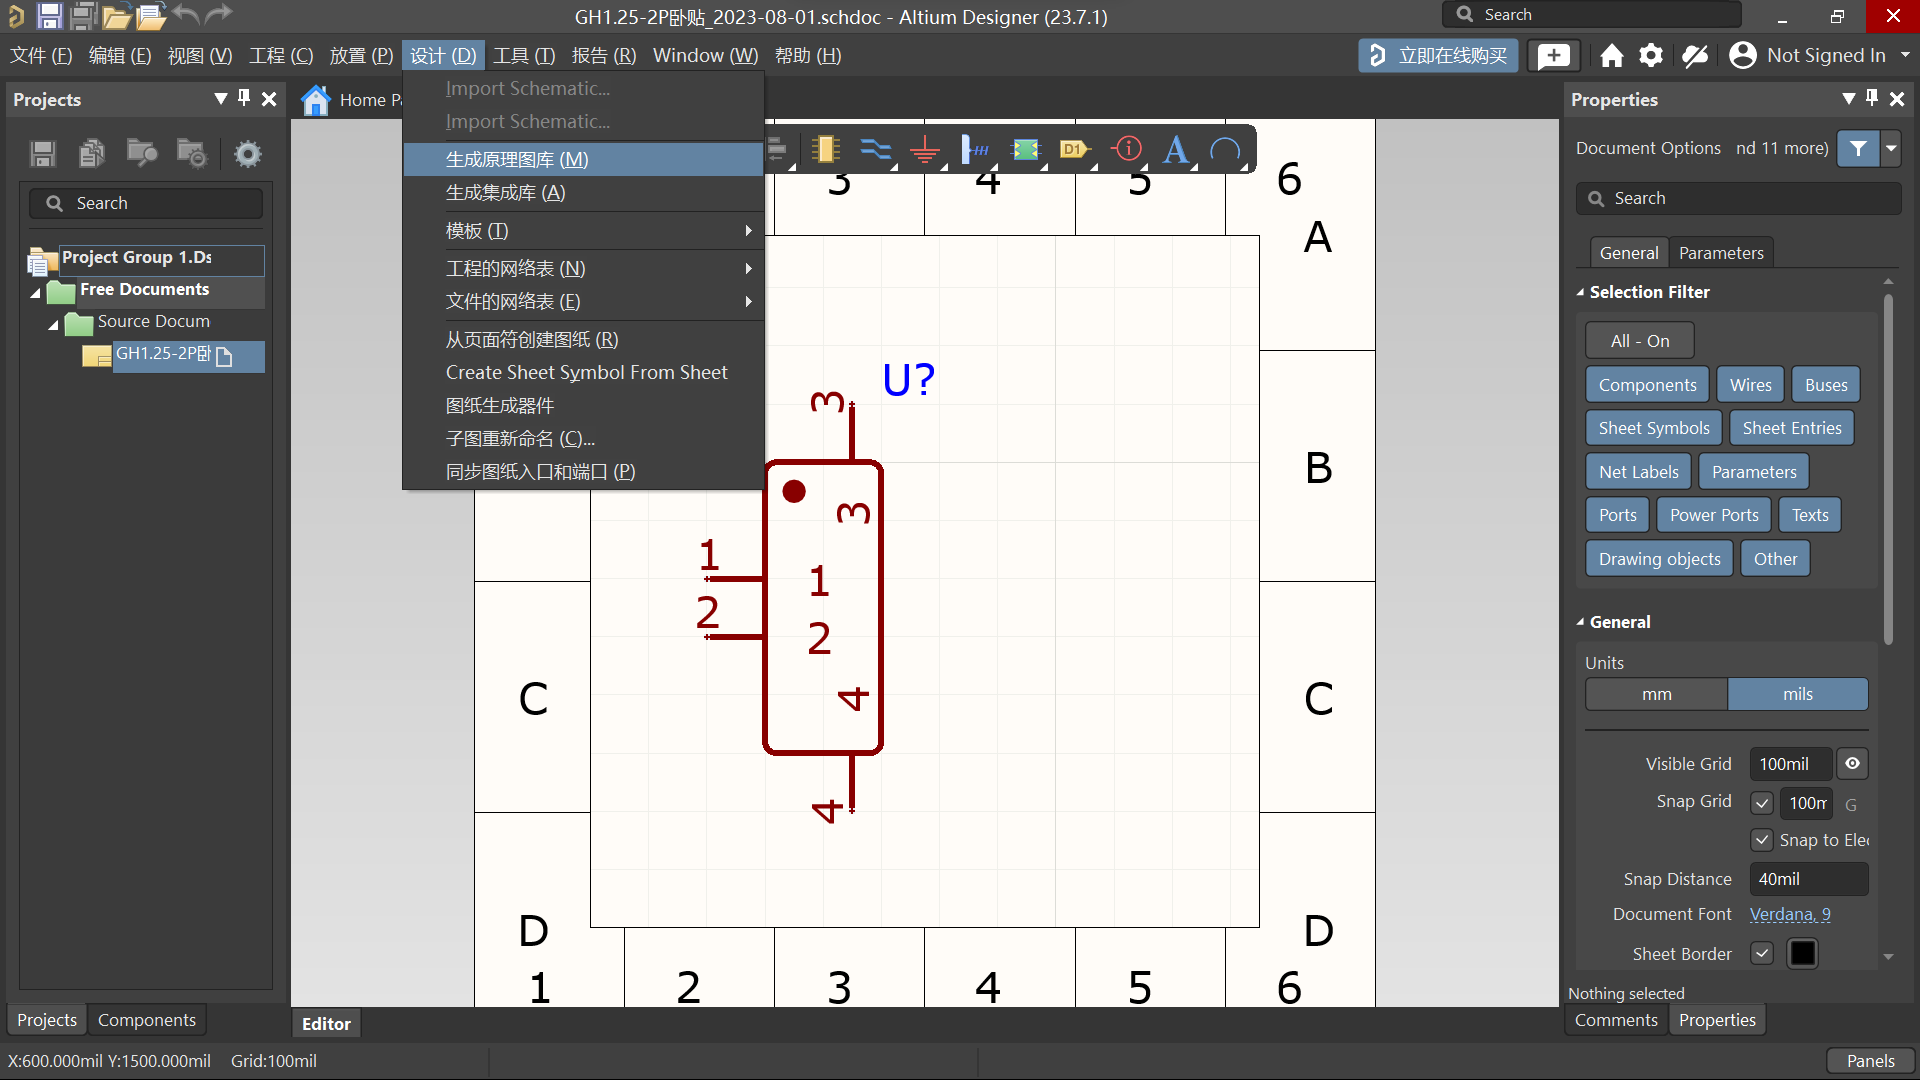 GH1.25-2P卧贴_2023-08-01.schdoc - Altium Designer (23.7.1)
Search
文件 (F) 编辑 (E) 视图 (V) 工程 (C) 放置 (P) 设计 (D) 工具 (T) 报告 (R) Window (W) 帮助 (H)
立即在线购买
Not Signed In
Projects
Search
Project Group 1.Ds
Free Documents
Source Docum
GH1.25-2P卧
Projects
Components
Home P
Import Schematic...
Import Schematic...
生成原理图库 (M)
生成集成库 (A)
模板 (T)
工程的网络表 (N)
文件的网络表 (E)
从页面符创建图纸 (R)
Create Sheet Symbol From Sheet
图纸生成器件
子图重新命名 (C)...
同步图纸入口和端口 (P)
D1
3 4 5 6
A
U?
3
B
3
1 1
2 2
C 4 C
4
D D
1 2 3 4 5 6
Editor
Properties
Document Options nd 11 more)
Search
General Parameters
Selection Filter
All - On
Components Wires Buses
Sheet Symbols Sheet Entries
Net Labels Parameters
Ports Power Ports Texts
Drawing objects Other
General
Units
mm mils
Visible Grid 100mil
Snap Grid 100m G
Snap to Elec
Snap Distance 40mil
Document Font Verdana, 9
Sheet Border
Nothing selected
Comments Properties
X:600.000mil Y:1500.000mil Grid:100mil
Panels